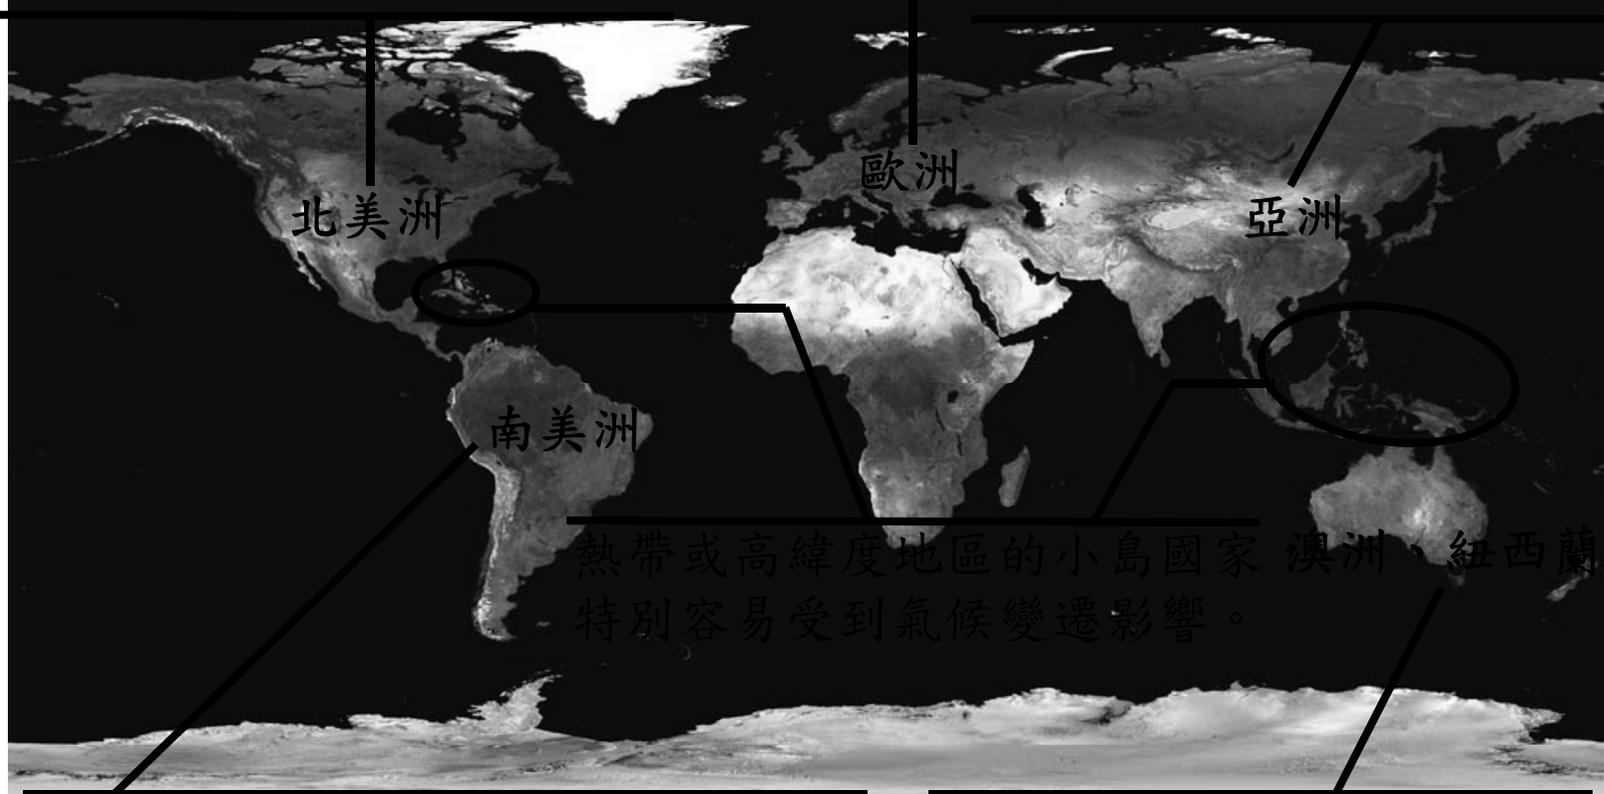 歐洲
北美洲
亞洲
南美洲
熱帶或高緯度地區的小島國家
特別容易受到氣候變遷影響。
澳洲、紐西蘭